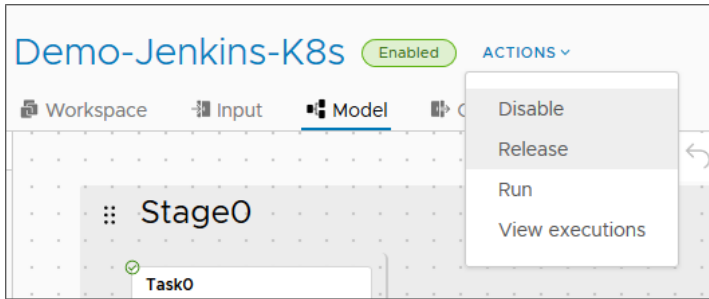 Demo-Jenkins-K8s Enabled ACTIONS
Workspace Input Model
Disable
Release
Run
View executions
Stage0
Task0